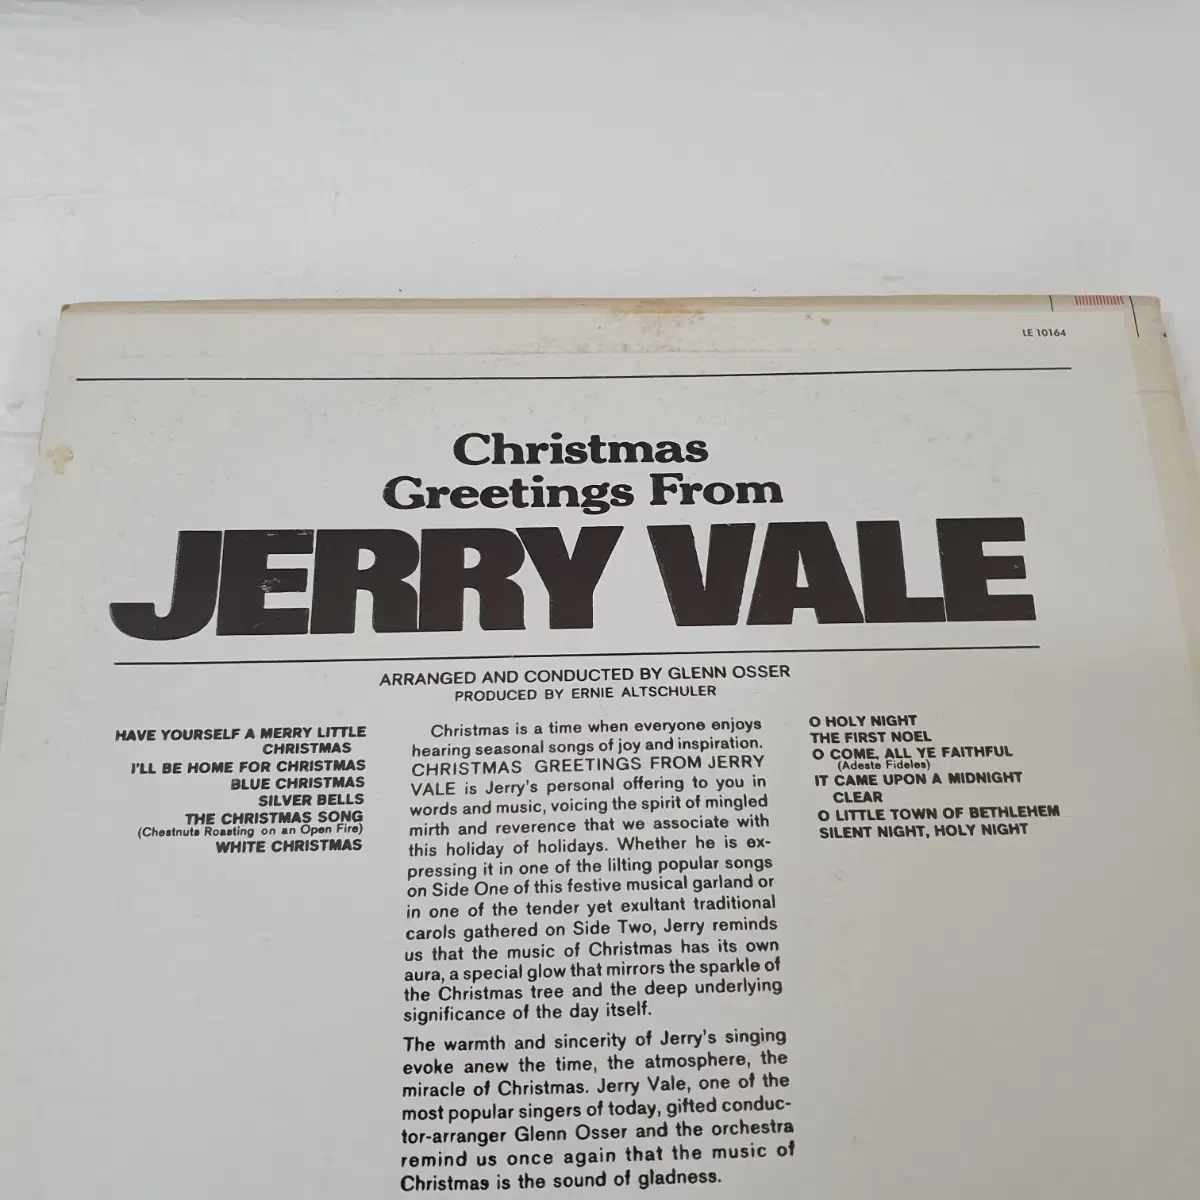 LE 10164
Christmas
Greetings From
JERRY VALE
ARRANGED AND CONDUCTED BY GLENN OSSER
PRODUCED BY ERNIE ALTSCHULER
HAVE YOURSELF A MERRY LITTLE
CHRISTMAS
I'LL BE HOME FOR CHRISTMAS
BLUE CHRISTMAS
SILVER BELLS
THE CHRISTMAS SONG
(Chestnuts Roasting on an Open Fire)
WHITE CHRISTMAS
Christmas is a time when everyone enjoys
hearing seasonal songs of joy and inspiration.
CHRISTMAS GREETINGS FROM JERRY
VALE is Jerry's personal offering to you in
words and music, voicing the spirit of mingled
mirth and reverence that we associate with
this holiday of holidays. Whether he is ex-
pressing it in one of the lilting popular songs
on Side One of this festive musical garland or
in one of the tender yet exultant traditional
carols gathered on Side Two, Jerry reminds
us that the music of Christmas has its own
aura, a special glow that mirrors the sparkle of
the Christmas tree and the deep underlying
significance of the day itself.
The warmth and sincerity of Jerry's singing
evoke anew the time, the atmosphere, the
miracle of Christmas. Jerry Vale, one of the
most popular singers of today, gifted conduc-
tor-arranger Glenn Osser and the orchestra
remind us once again that the music of
Christmas is the sound of gladness.
O HOLY NIGHT
THE FIRST NOEL
O COME, ALL YE FAITHFUL
(Adeste Fideles)
IT CAME UPON A MIDNIGHT
CLEAR
O LITTLE TOWN OF BETHLEHEM
SILENT NIGHT, HOLY NIGHT